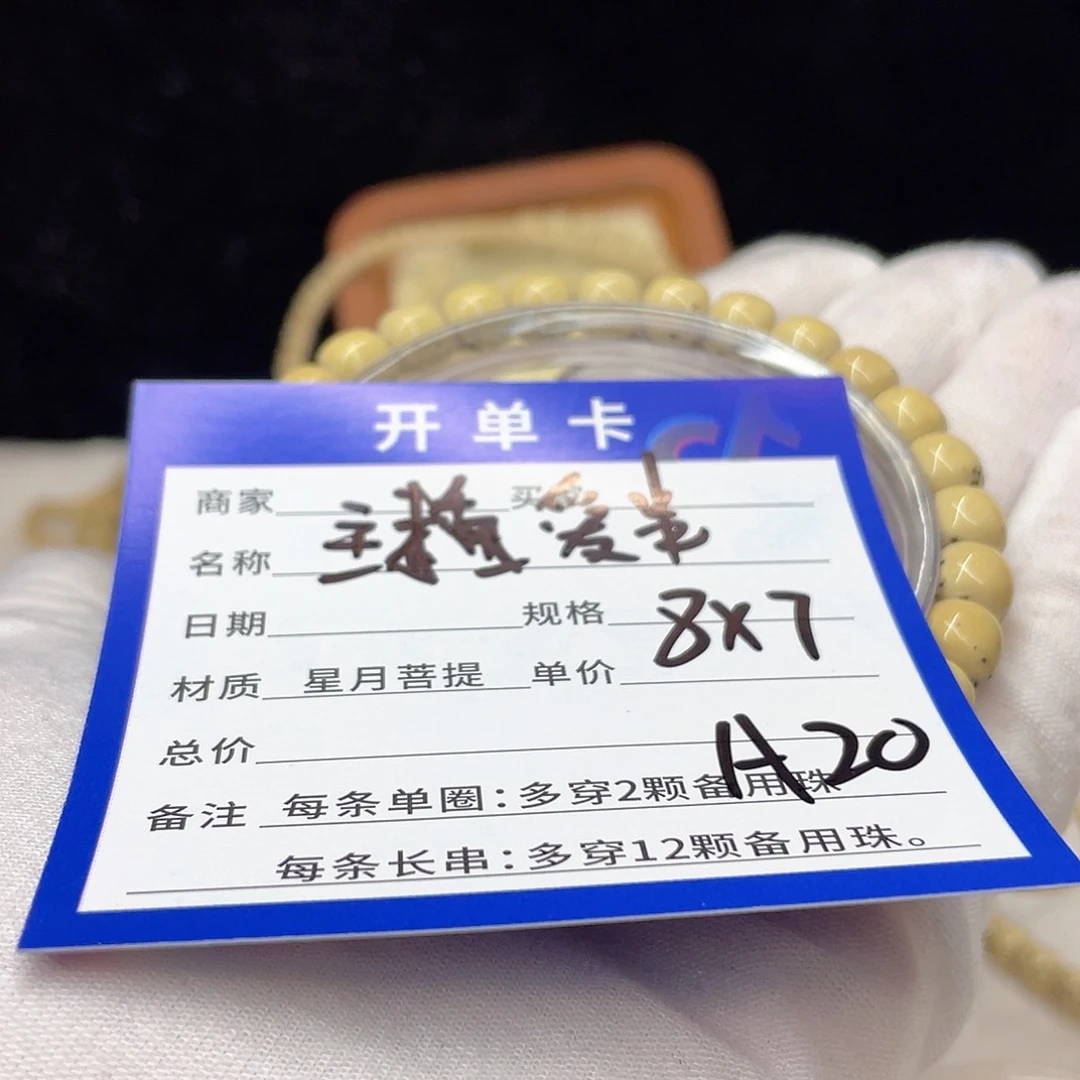 开单卡
商家 买
名称
日期 规格 8x7
材质 星月菩提 单价
总价 A20
备注 每条单圈:多穿2颗备用珠
每条长串:多穿12颗备用珠。